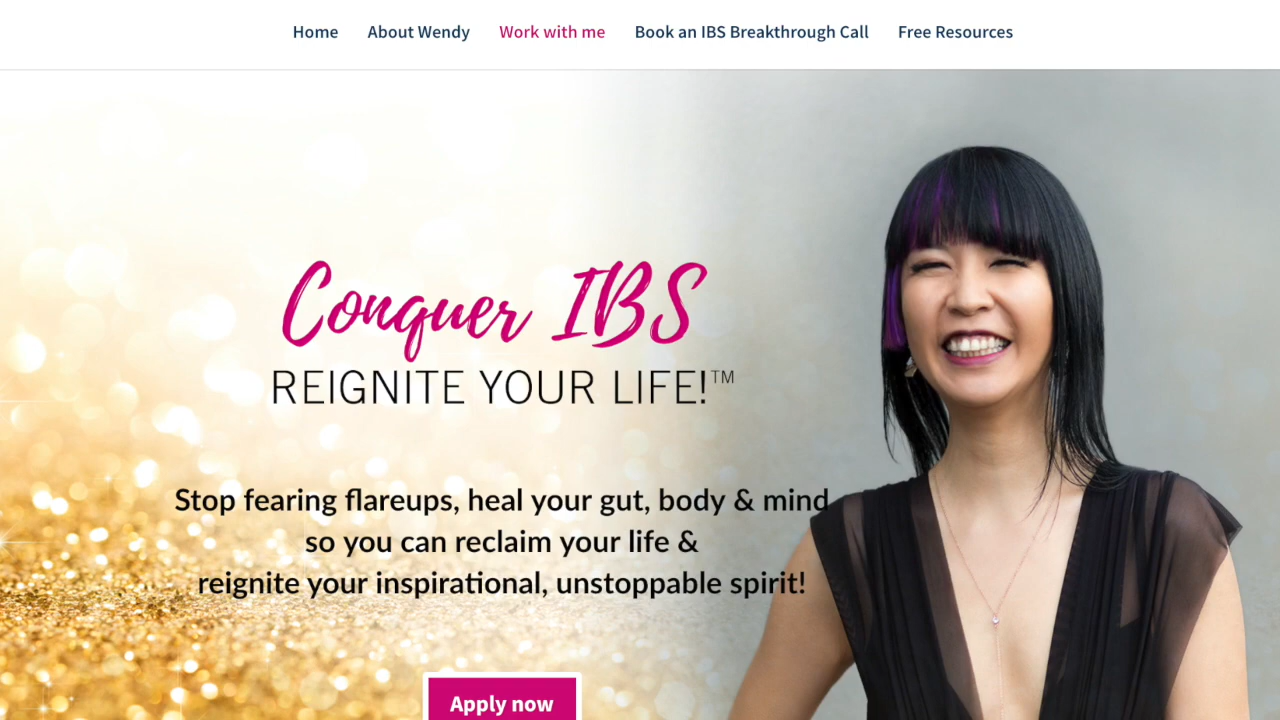 Home About Wendy Work with me Book an IBS Breakthrough Call Free Resources
Conquer IBS
REIGNITE YOUR LIFE!™
Stop fearing flareups, heal your gut, body & mind
so you can reclaim your life &
reignite your inspirational, unstoppable spirit!
Apply now